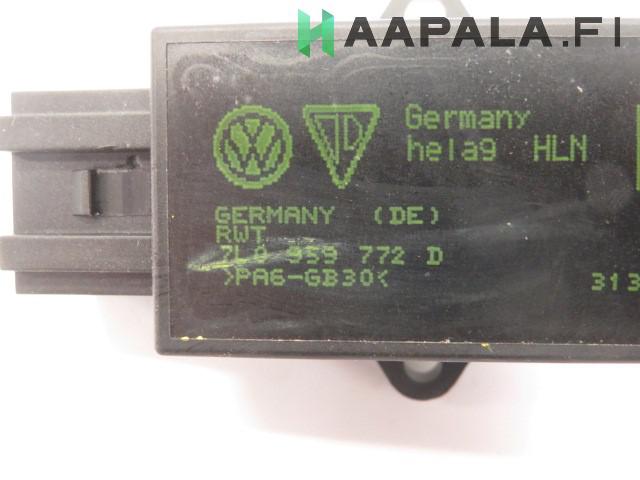 HAAPALA.FI
Germany
hela9 HLN
GERMANY (DE)
RWT
7L0 959 772 D
>PA6-GB30<
313